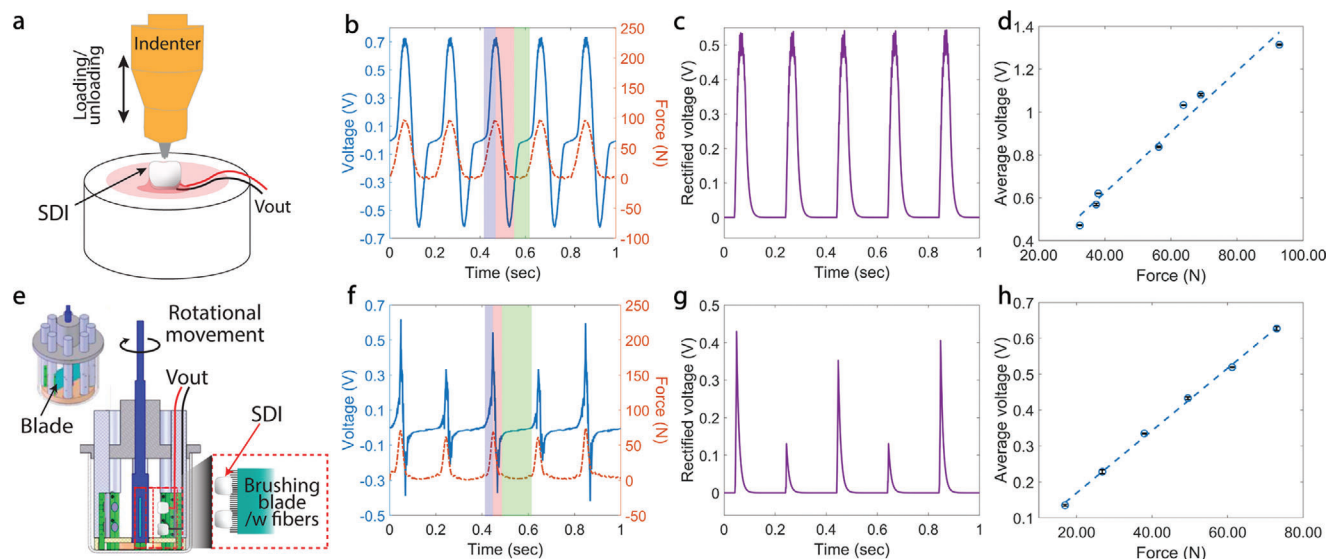 a
Indenter
Loading/
unloading
SDI
Vout
b
Voltage (V)
0.7
0.5
0.3
0.1
-0.1
-0.3
-0.5
-0.7
250
200
150
100
50
0
-50
-100
Force (N)
0 0.2 0.4 0.6 0.8 1
Time (sec)
c
Rectified voltage (V)
0.5
0.4
0.3
0.2
0.1
0
0 0.2 0.4 0.6 0.8 1
Time (sec)
d
Average voltage (V)
1.4
1.2
1
0.8
0.6
0.4
20.00 40.00 60.00 80.00 100.00
Force (N)
e
Rotational
movement
Vout
Blade
SDI
Brushing
blade
/w fibers
f
Voltage (V)
0.7
0.5
0.3
0.1
-0.1
-0.3
-0.5
250
200
150
100
50
0
-50
Force (N)
0 0.2 0.4 0.6 0.8 1
Time (sec)
g
Rectified voltage (V)
0.5
0.4
0.3
0.2
0.1
0
0 0.2 0.4 0.6 0.8 1
Time (sec)
h
Average voltage (V)
0.7
0.6
0.5
0.4
0.3
0.2
0.1
20.00 40.00 60.00 80.00
Force (N)